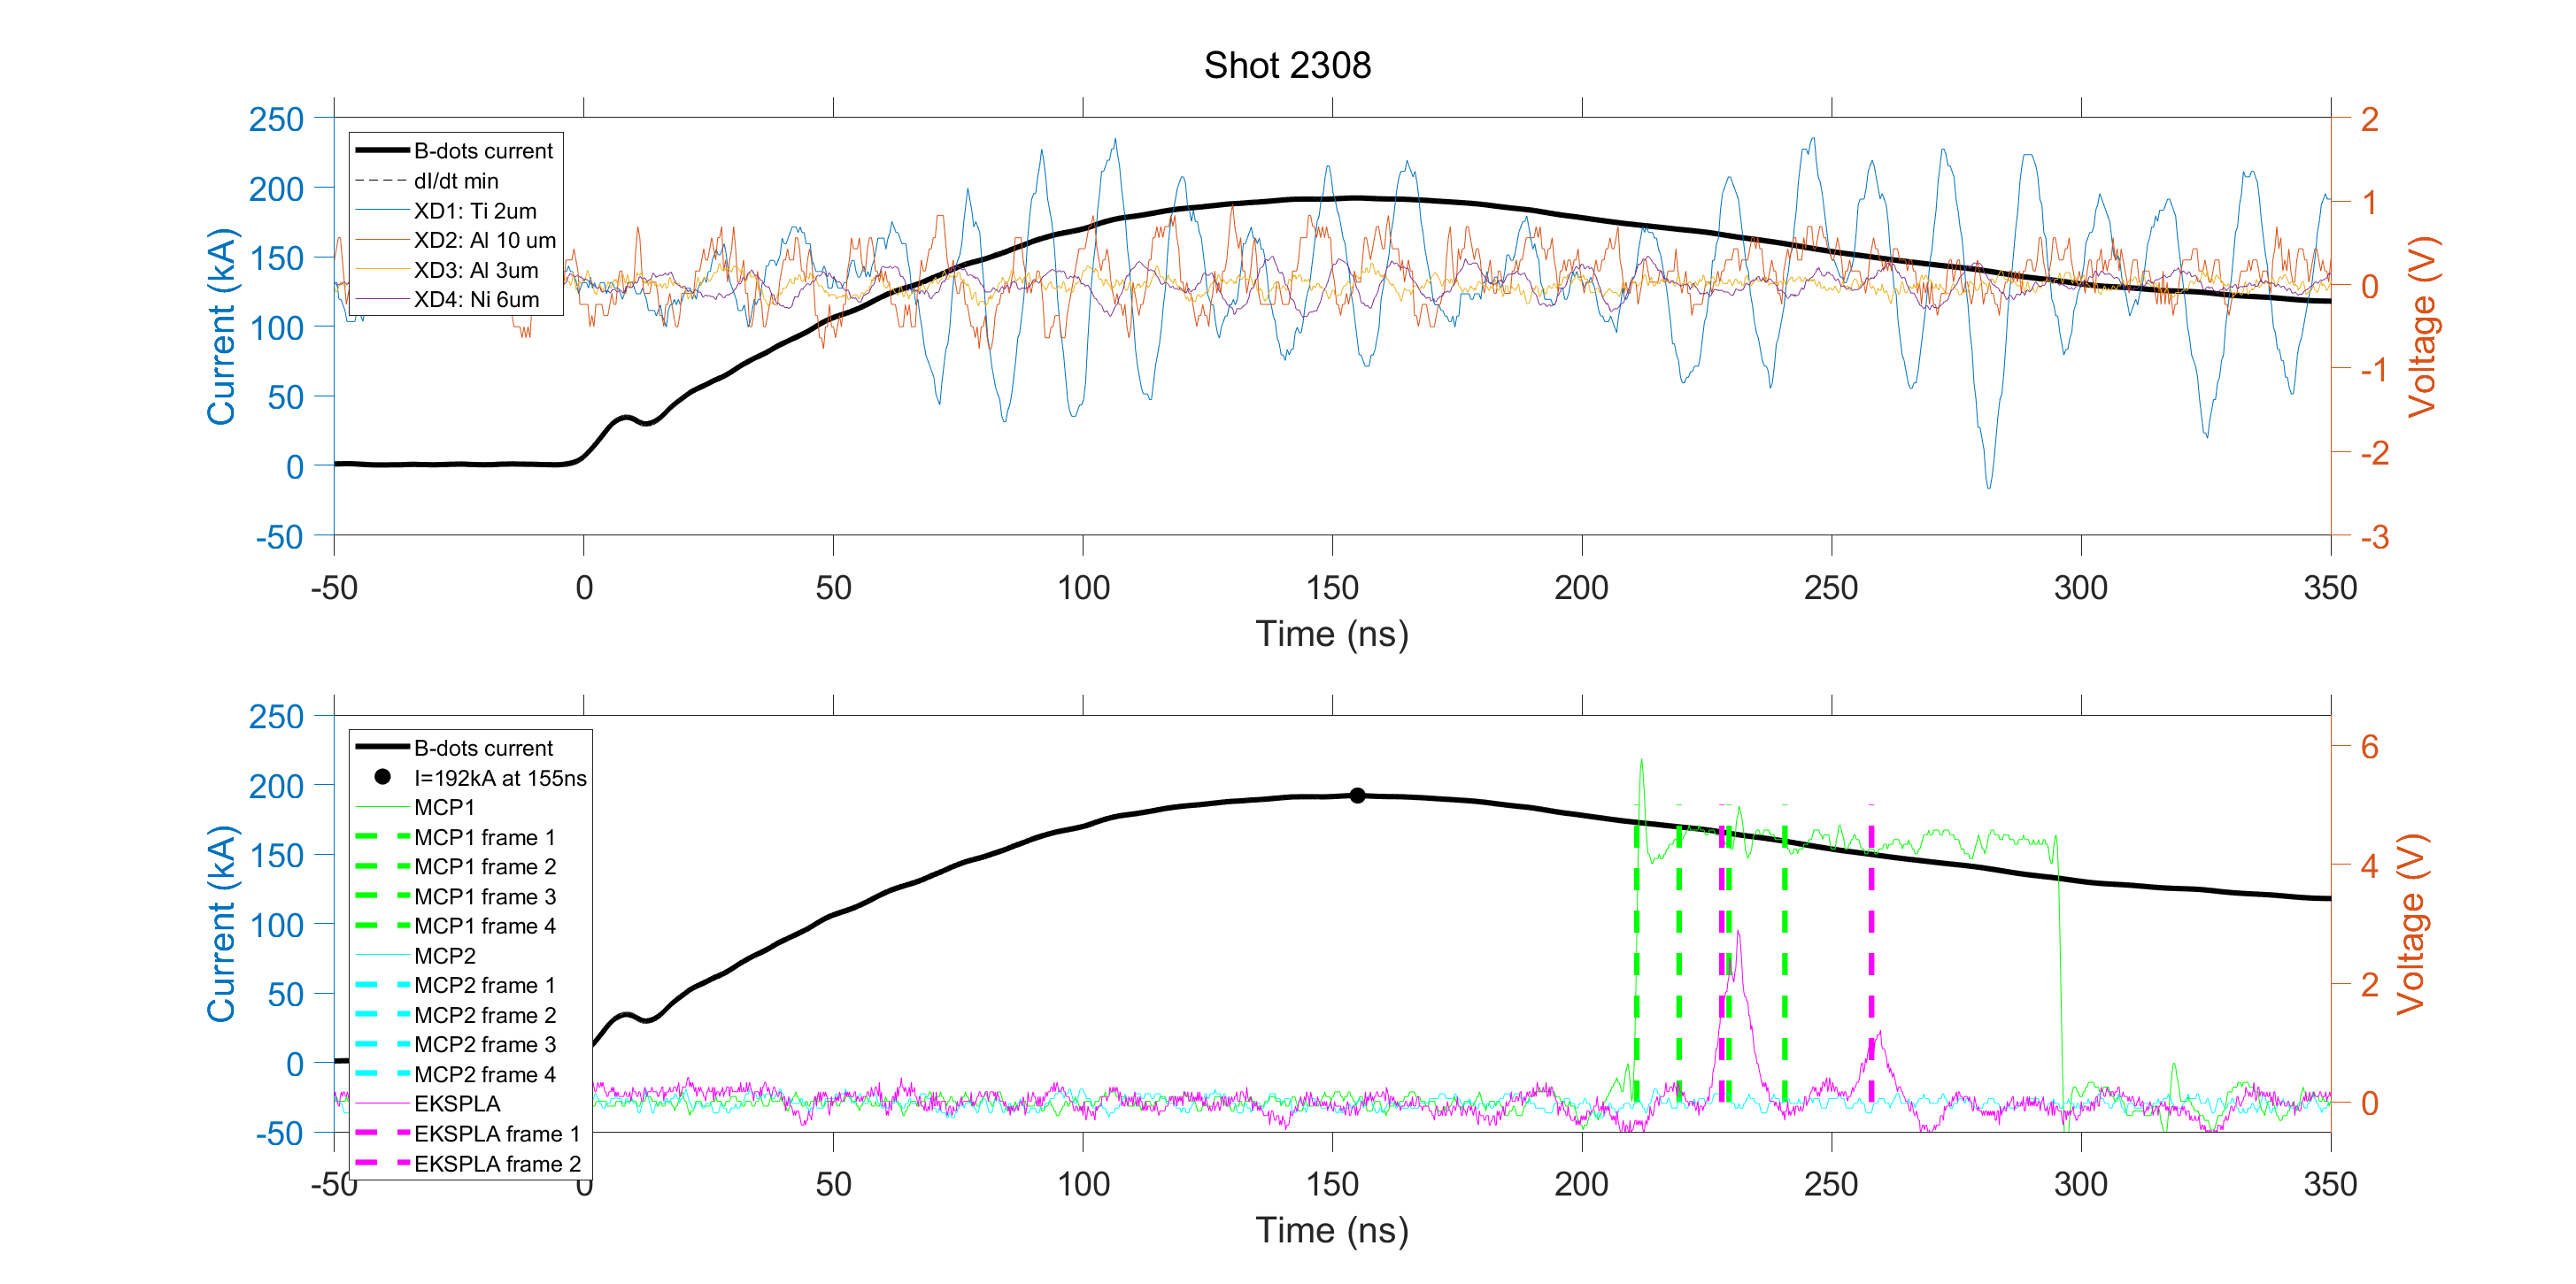 Shot 2308
250
200
150
100
50
0
-50
Current (kA)
B-dots current
dI/dt min
XD1: Ti 2um
XD2: Al 10 um
XD3: Al 3um
XD4: Ni 6um
2
1
0
-1
-2
-3
Voltage (V)
-50 0 50 100 150 200 250 300 350
Time (ns)
250
200
150
100
50
0
-50
Current (kA)
B-dots current
I=192kA at 155ns
MCP1
MCP1 frame 1
MCP1 frame 2
MCP1 frame 3
MCP1 frame 4
MCP2
MCP2 frame 1
MCP2 frame 2
MCP2 frame 3
MCP2 frame 4
EKSPLA
EKSPLA frame 1
EKSPLA frame 2
6
4
2
0
Voltage (V)
-50 0 50 100 150 200 250 300 350
Time (ns)